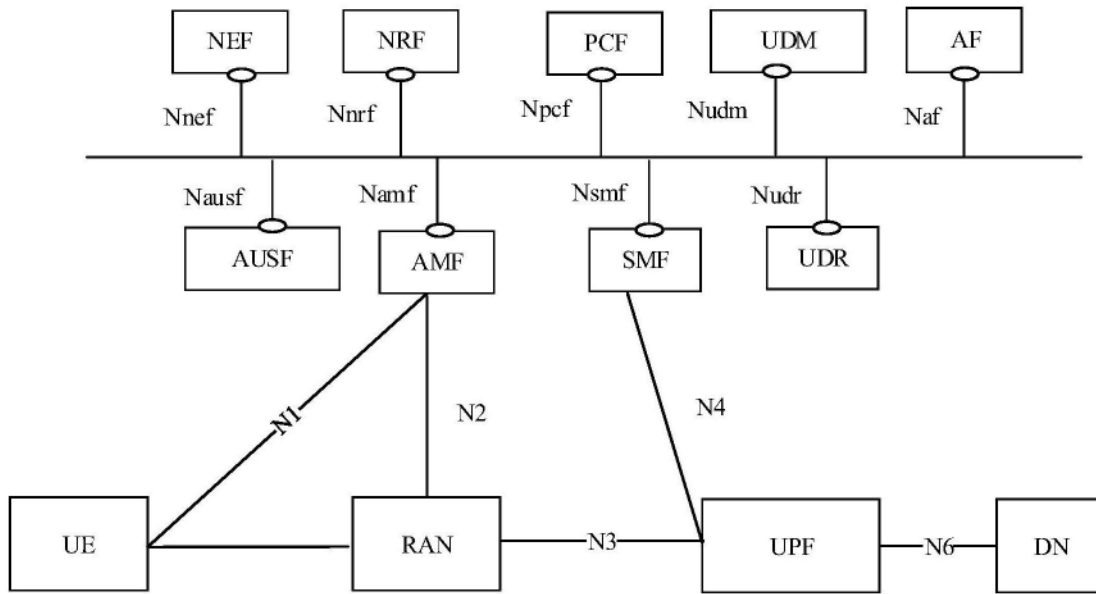 NEF NRF PCF UDM AF
Nnef Nnrf Npcf Nudm Naf
Nausf Namf Nsmf Nudr
AUSF AMF SMF UDR
N1 N2 N4
UE RAN N3 UPF N6 DN